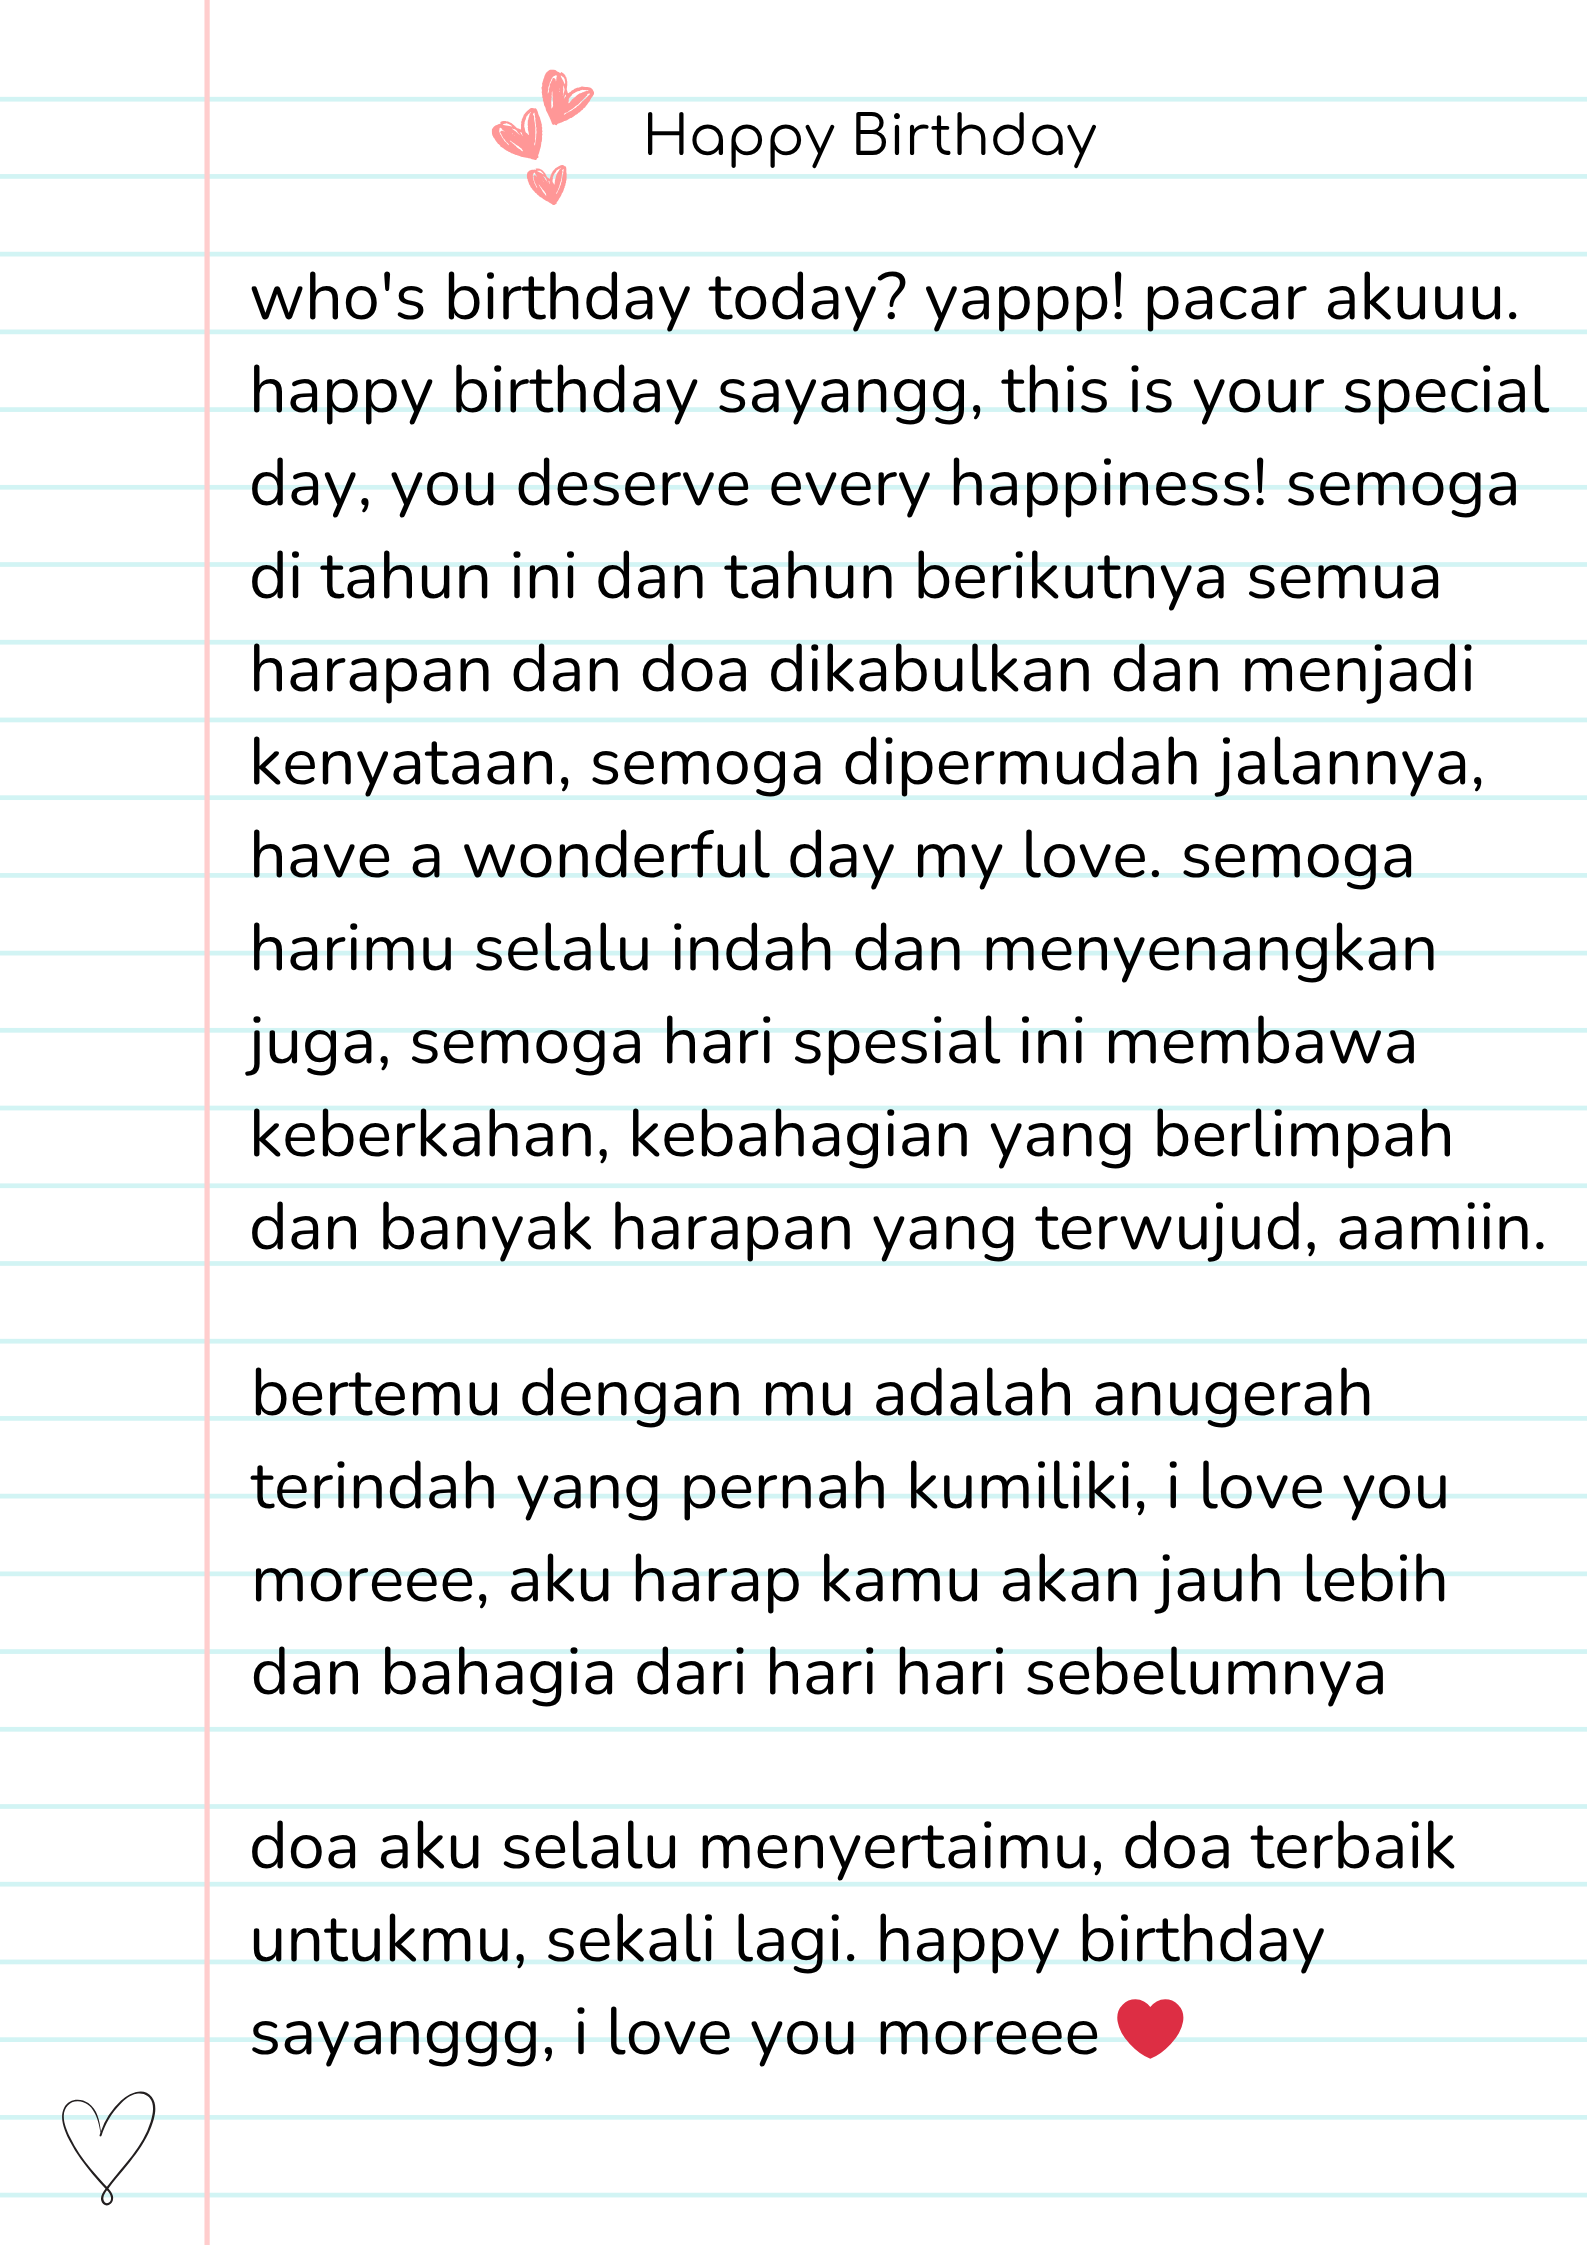 Happy Birthday
who's birthday today? yappp! pacar akuuu.
happy birthday sayangg, this is your special
day, you deserve every happiness! semoga
di tahun ini dan tahun berikutnya semua
harapan dan doa dikabulkan dan menjadi
kenyataan, semoga dipermudah jalannya,
have a wonderful day my love. semoga
harimu selalu indah dan menyenangkan
juga, semoga hari spesial ini membawa
keberkahan, kebahagian yang berlimpah
dan banyak harapan yang terwujud, aamiin.
bertemu dengan mu adalah anugerah
terindah yang pernah kumiliki, i love you
moreee, aku harap kamu akan jauh lebih
dan bahagia dari hari hari sebelumnya
doa aku selalu menyertaimu, doa terbaik
untukmu, sekali lagi. happy birthday
sayanggg, i love you moreee ❤️